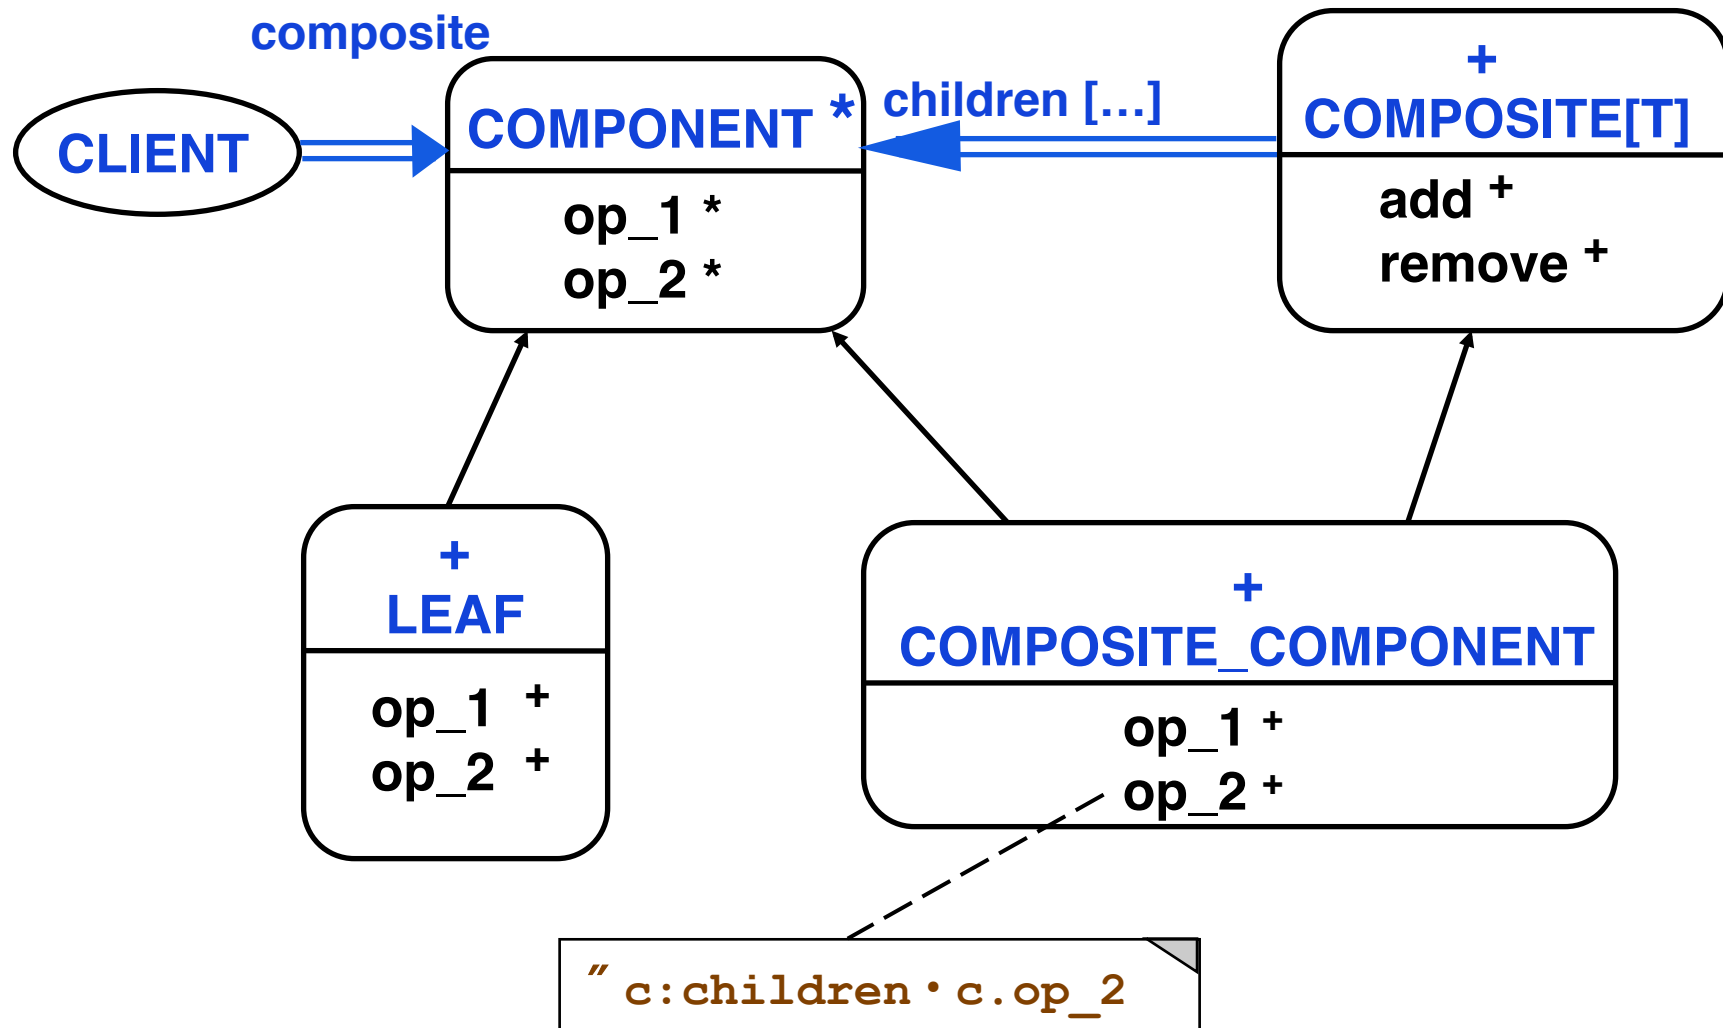 composite
CLIENT
COMPONENT *
op_1 *
op_2 *
children [...]
+
COMPOSITE[T]
add +
remove +
+
LEAF
op_1 +
op_2 +
+
COMPOSITE_COMPONENT
op_1 +
op_2 +
″ c:children • c.op_2